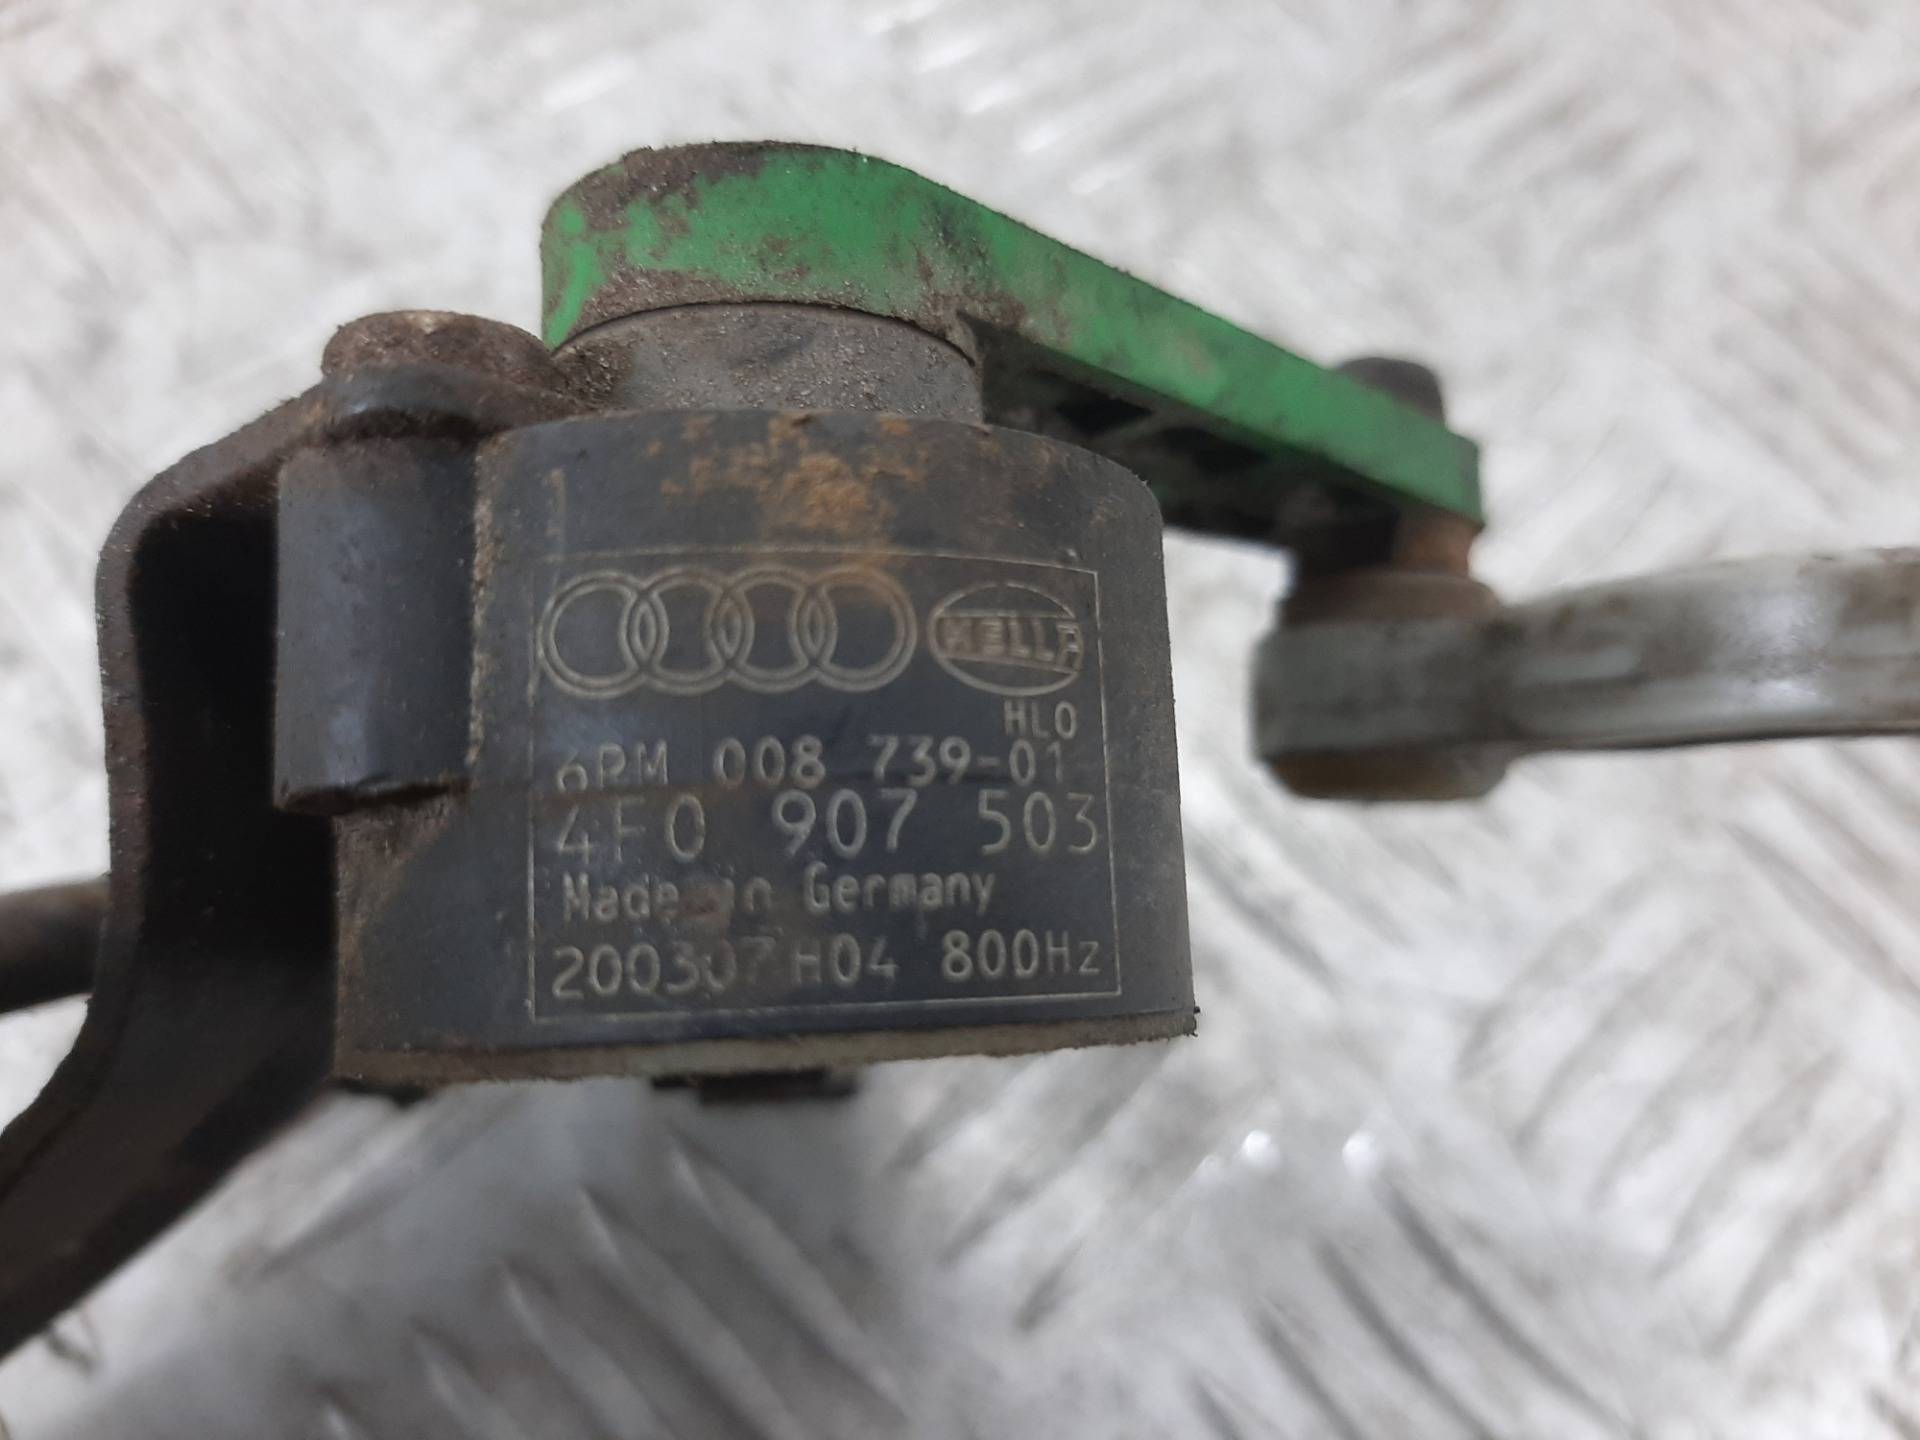 HELLA
HLO
6PM 008 739-01
4F0 907 503
Made in Germany
200307 H04 800Hz